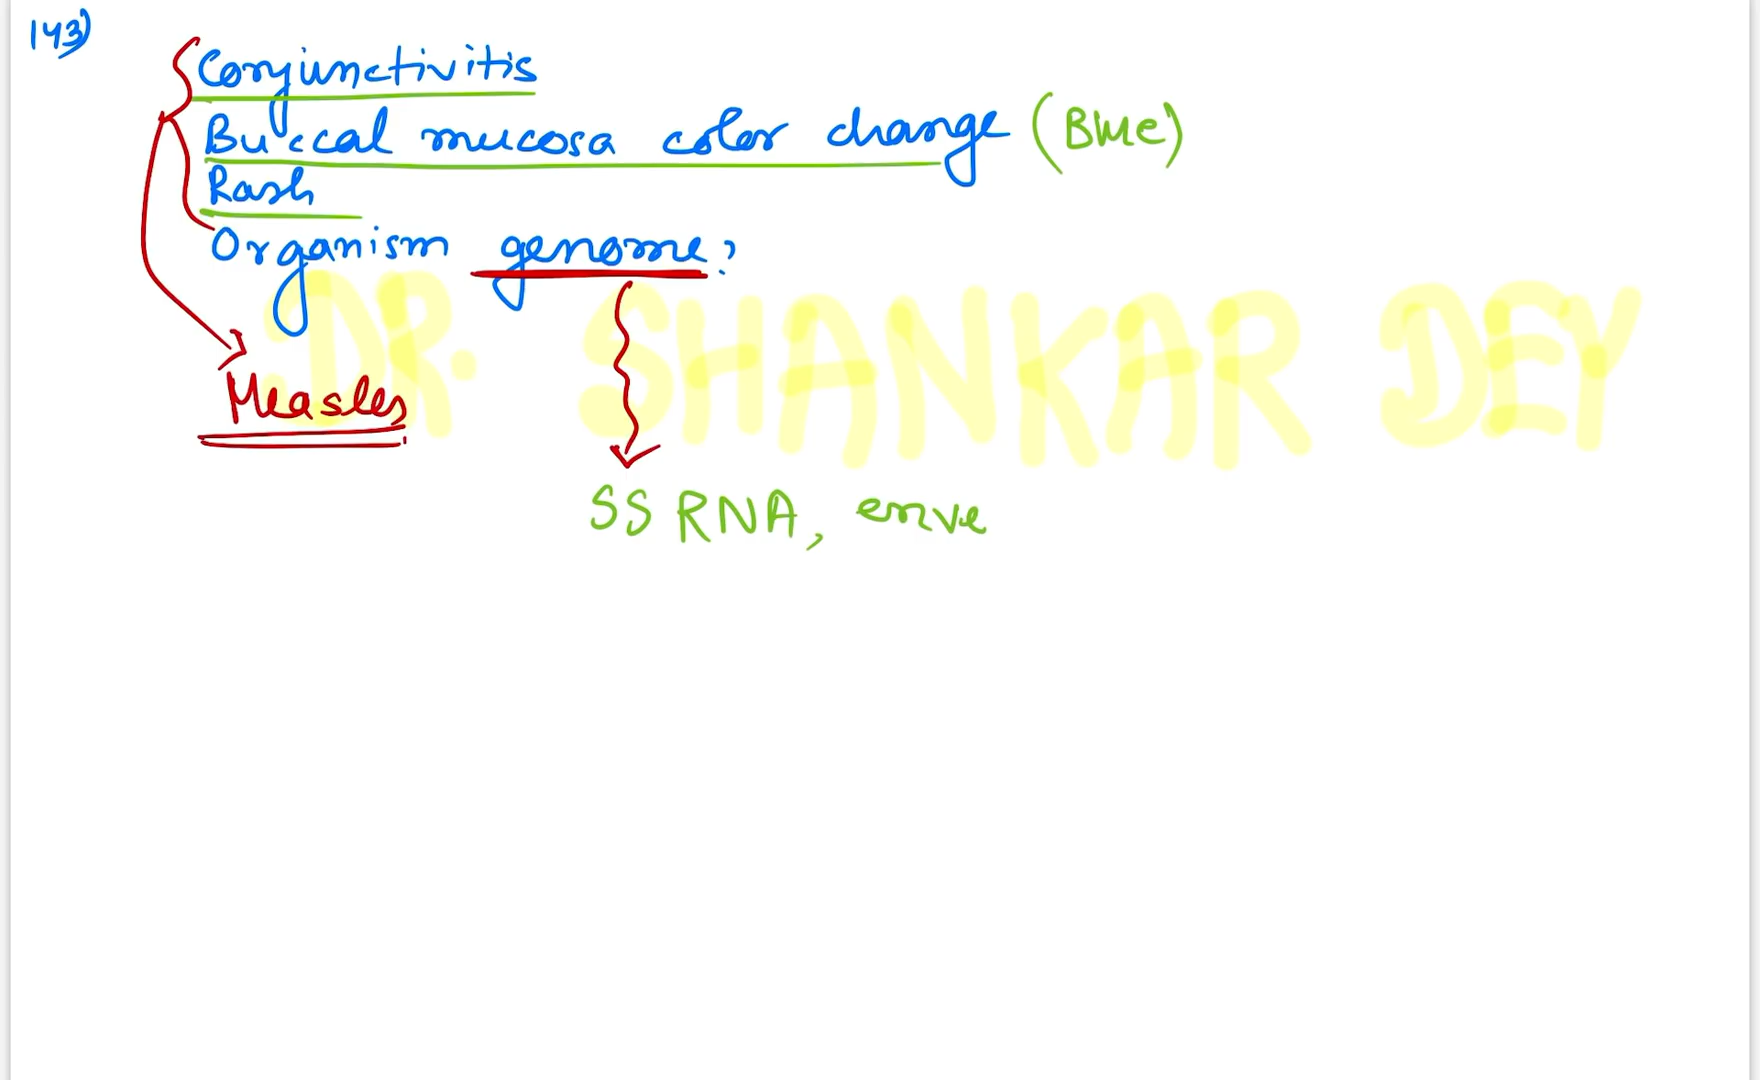 143)
Conjunctivitis
Buccal mucosa color change (Blue)
Rash
Organism genome?
DR. SHANKAR DEY
Measles
SS RNA, enve